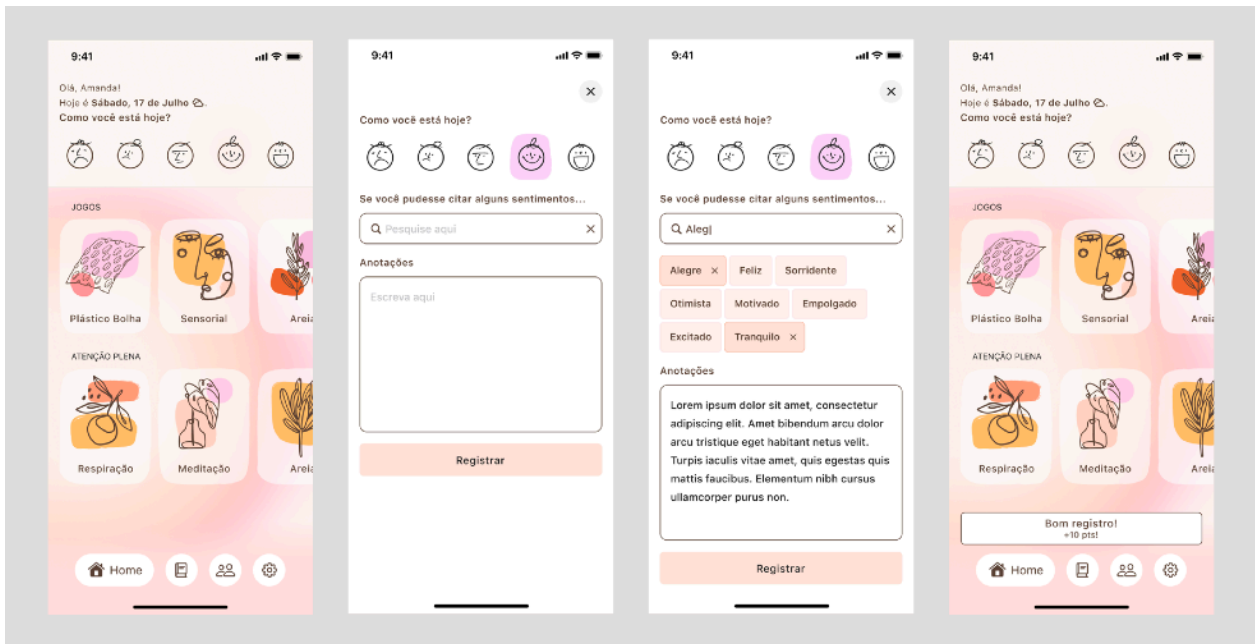 9:41
Olá, Amanda!
Hoje é Sábado, 17 de Julho.
Como você está hoje?
JOGOS
Plástico Bolha
Sensorial
Areia
ATENÇÃO PLENA
Respiração
Meditação
Areia
Home
9:41
Como você está hoje?
Se você pudesse citar alguns sentimentos...
Pesquise aqui
Anotações
Escreva aqui
Registrar
9:41
Como você está hoje?
Se você pudesse citar alguns sentimentos...
Aleg
Alegre × Feliz Sorridente
Otimista Motivado Empolgado
Excitado Tranquilo ×
Anotações
Lorem ipsum dolor sit amet, consectetur
adipiscing elit. Amet bibendum arcu dolor
arcu tristique eget habitant netus velit.
Turpis iaculis vitae amet, quis egestas quis
mattis faucibus. Elementum nibh cursus
ullamcorper purus non.
Registrar
9:41
Olá, Amanda!
Hoje é Sábado, 17 de Julho.
Como você está hoje?
JOGOS
Plástico Bolha
Sensorial
Areia
ATENÇÃO PLENA
Respiração
Meditação
Areia
Bom registro!
+10 pts!
Home